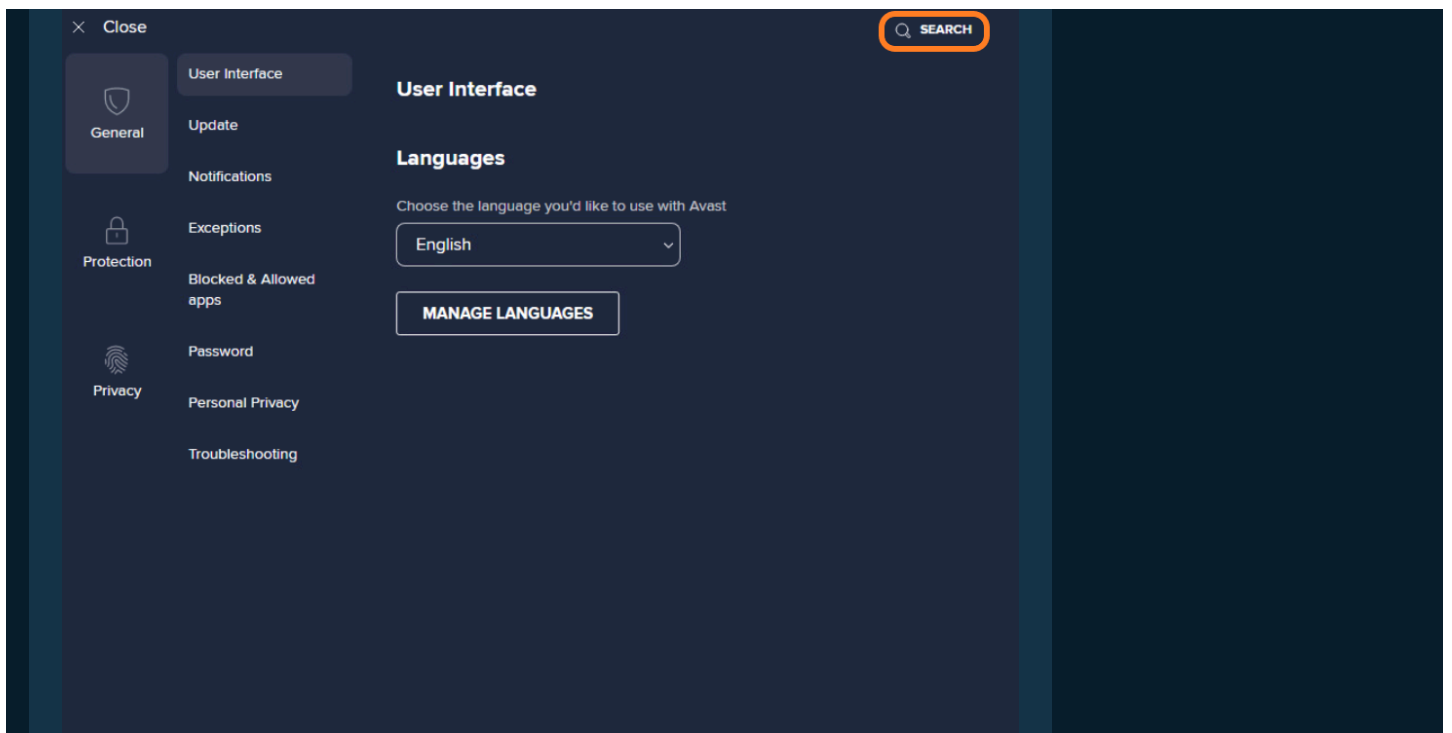 Close
SEARCH
General
Protection
Privacy
User Interface
Update
Notifications
Exceptions
Blocked & Allowed
apps
Password
Personal Privacy
Troubleshooting
User Interface
Languages
Choose the language you'd like to use with Avast
English
MANAGE LANGUAGES